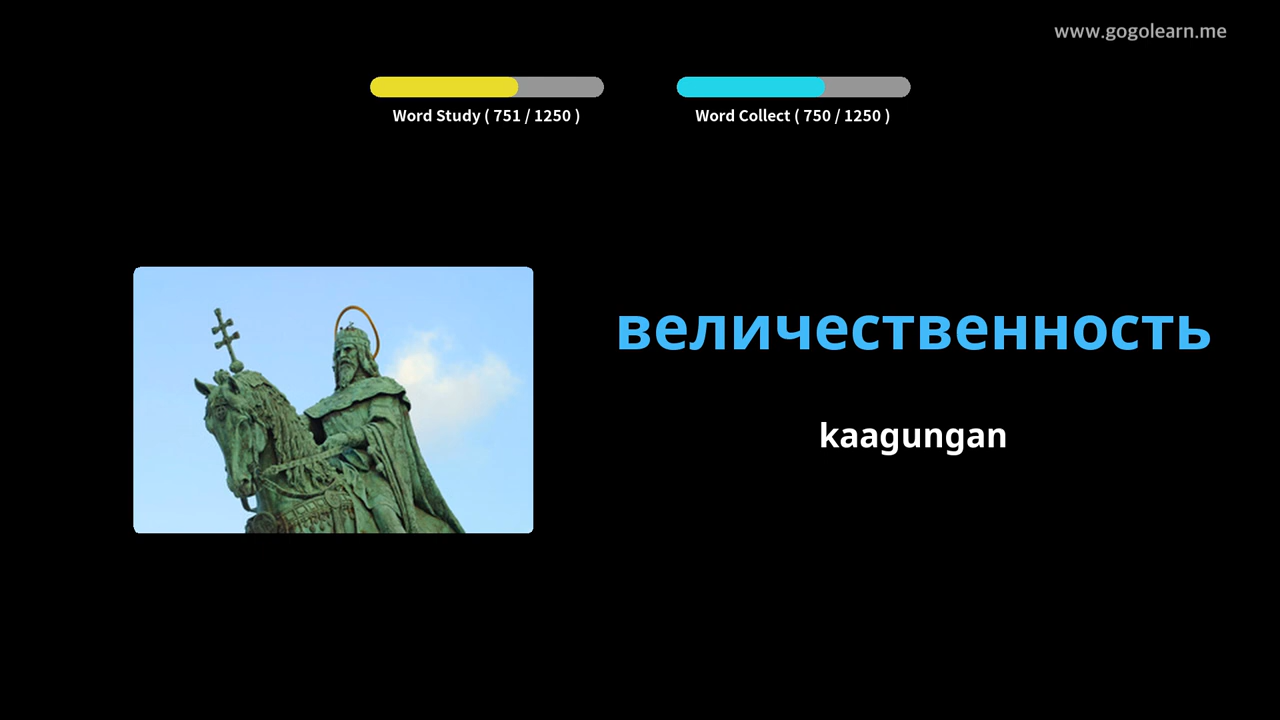 www.gogolearn.me
Word Study ( 751 / 1250 )
Word Collect ( 750 / 1250 )
величественность
kaagungan